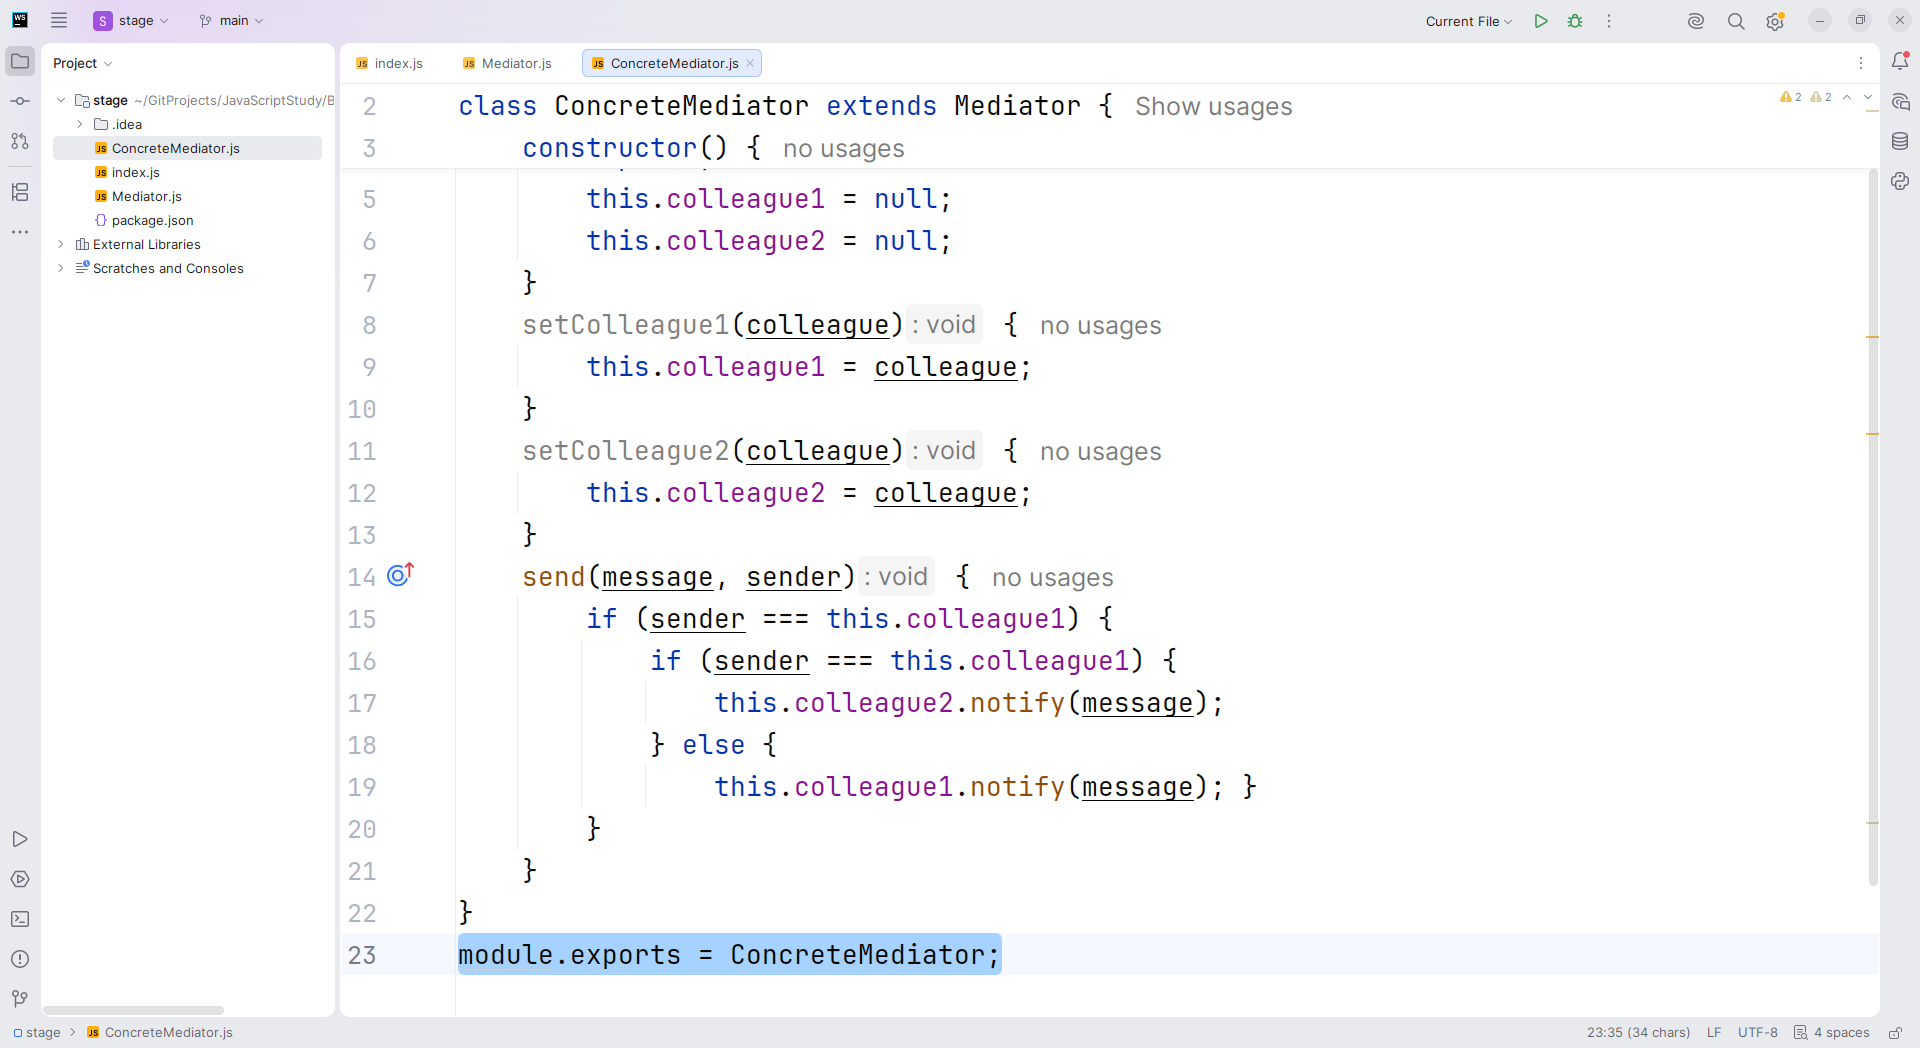 WS
S stage main Current File
Project
index.js Mediator.js ConcreteMediator.js
stage ~/GitProjects/JavaScriptStudy/B
.idea
ConcreteMediator.js
index.js
Mediator.js
package.json
External Libraries
Scratches and Consoles
2 class ConcreteMediator extends Mediator { Show usages
3 constructor() { no usages
2 2
5 this.colleague1 = null;
6 this.colleague2 = null;
7 }
8 setColleague1(colleague) : void { no usages
9 this.colleague1 = colleague;
10 }
11 setColleague2(colleague) : void { no usages
12 this.colleague2 = colleague;
13 }
14 send(message, sender) : void { no usages
15 if (sender === this.colleague1) {
16 if (sender === this.colleague1) {
17 this.colleague2.notify(message);
18 } else {
19 this.colleague1.notify(message); }
20 }
21 }
22 }
23 module.exports = ConcreteMediator;
stage ConcreteMediator.js 23:35 (34 chars) LF UTF-8 4 spaces